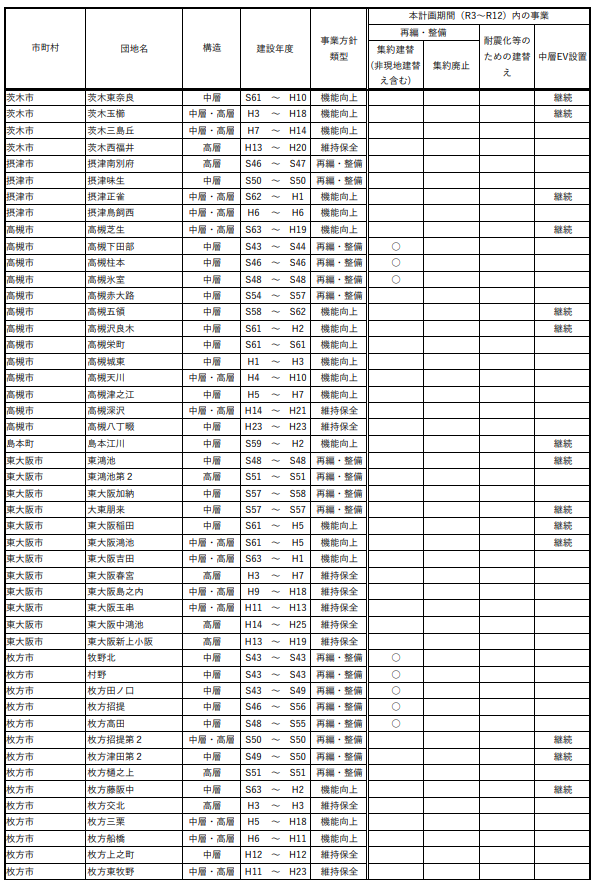 本計画期間（R3～R12）内の事業
市町村 団地名 構造 建設年度 事業方針類型 再編・整備 耐震化等のための建替え 中層EV設置
集約建替（非現地建替え含む） 集約廃止
茨木市 茨木東奈良 中層 S61 ～ H10 機能向上 継続
茨木市 茨木玉櫛 中層・高層 H3 ～ H18 機能向上 継続
茨木市 茨木三島丘 中層・高層 H7 ～ H14 機能向上
茨木市 茨木西福井 高層 H13 ～ H20 維持保全
摂津市 摂津南別府 高層 S46 ～ S47 再編・整備
摂津市 摂津味生 中層 S50 ～ S50 再編・整備
摂津市 摂津正雀 中層・高層 S62 ～ H1 機能向上 継続
摂津市 摂津鳥飼西 中層・高層 H6 ～ H6 機能向上
高槻市 高槻芝生 中層・高層 S63 ～ H19 機能向上 継続
高槻市 高槻下田部 中層 S43 ～ S44 再編・整備 ○
高槻市 高槻柱本 中層 S46 ～ S46 再編・整備 ○
高槻市 高槻氷室 中層 S48 ～ S48 再編・整備 ○
高槻市 高槻赤大路 中層 S54 ～ S57 再編・整備
高槻市 高槻五領 中層 S58 ～ S62 機能向上 継続
高槻市 高槻沢良木 中層 S61 ～ H2 機能向上 継続
高槻市 高槻栄町 中層 S61 ～ S61 機能向上
高槻市 高槻城東 中層 H1 ～ H3 機能向上
高槻市 高槻天川 中層・高層 H4 ～ H10 機能向上
高槻市 高槻津之江 中層 H5 ～ H7 機能向上
高槻市 高槻深沢 中層・高層 H14 ～ H21 維持保全
高槻市 高槻八丁畷 中層 H23 ～ H23 維持保全
島本町 島本江川 中層 S59 ～ H2 機能向上 継続
東大阪市 東鴻池 中層 S48 ～ S48 再編・整備 継続
東大阪市 東鴻池第２ 高層 S51 ～ S51 再編・整備
東大阪市 東大阪加納 中層 S57 ～ S58 再編・整備
東大阪市 大東朋来 中層 S57 ～ S57 再編・整備 継続
東大阪市 東大阪稲田 中層 S61 ～ H5 機能向上 継続
東大阪市 東大阪鴻池 中層・高層 S61 ～ H5 機能向上 継続
東大阪市 東大阪吉田 中層・高層 S63 ～ H1 機能向上
東大阪市 東大阪春宮 高層 H3 ～ H7 維持保全
東大阪市 東大阪島之内 中層・高層 H9 ～ H18 維持保全
東大阪市 東大阪玉串 中層・高層 H11 ～ H13 維持保全
東大阪市 東大阪中鴻池 高層 H14 ～ H25 維持保全
東大阪市 東大阪新上小阪 高層 H13 ～ H19 維持保全
枚方市 牧野北 中層 S43 ～ S43 再編・整備 ○
枚方市 村野 中層 S43 ～ S43 再編・整備 ○
枚方市 枚方田ノ口 中層 S43 ～ S49 再編・整備 ○
枚方市 枚方招提 中層 S46 ～ S56 再編・整備 ○
枚方市 枚方高田 中層 S48 ～ S55 再編・整備 ○
枚方市 枚方招提第２ 中層・高層 S50 ～ S50 再編・整備 継続
枚方市 枚方津田第２ 中層 S49 ～ S50 再編・整備 継続
枚方市 枚方樋之上 高層 S51 ～ S51 再編・整備
枚方市 枚方藤阪中 中層 S63 ～ H2 機能向上 継続
枚方市 枚方交北 高層 H3 ～ H3 維持保全
枚方市 枚方三栗 中層・高層 H5 ～ H18 機能向上
枚方市 枚方船橋 中層・高層 H6 ～ H11 機能向上
枚方市 枚方上之町 中層 H12 ～ H12 維持保全
枚方市 枚方東牧野 中層・高層 H11 ～ H23 維持保全